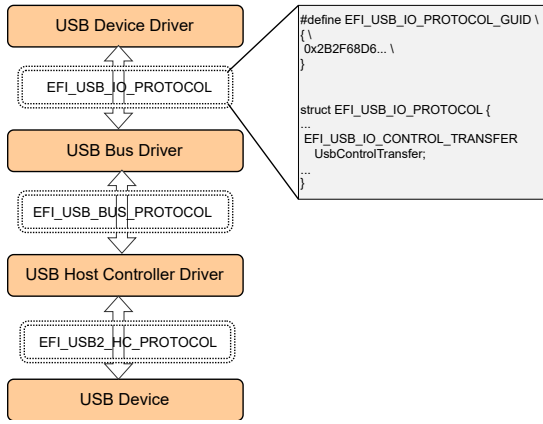 USB Device Driver
EFI_USB_IO_PROTOCOL
USB Bus Driver
EFI_USB_BUS_PROTOCOL
USB Host Controller Driver
EFI_USB2_HC_PROTOCOL
USB Device
#define EFI_USB_IO_PROTOCOL_GUID \
{ \
0x2B2F68D6... \
}
struct EFI_USB_IO_PROTOCOL {
...
EFI_USB_IO_CONTROL_TRANSFER
UsbControlTransfer;
...
}